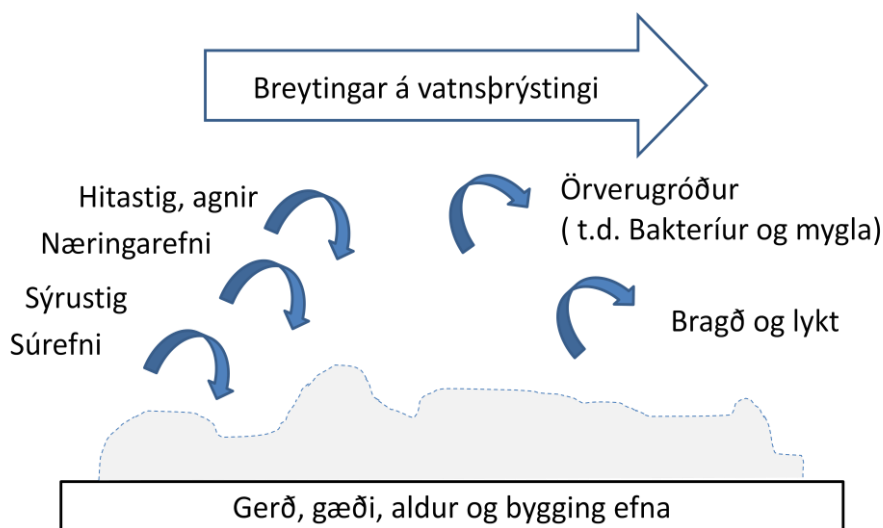 Breytingar á vatnsþrýstingi
Hitastig, agnir
Næringarefni
Sýrustig
Súrefni
Örverugróður
( t.d. Bakteríur og mygla)
Bragð og lykt
Gerð, gæði, aldur og bygging efna